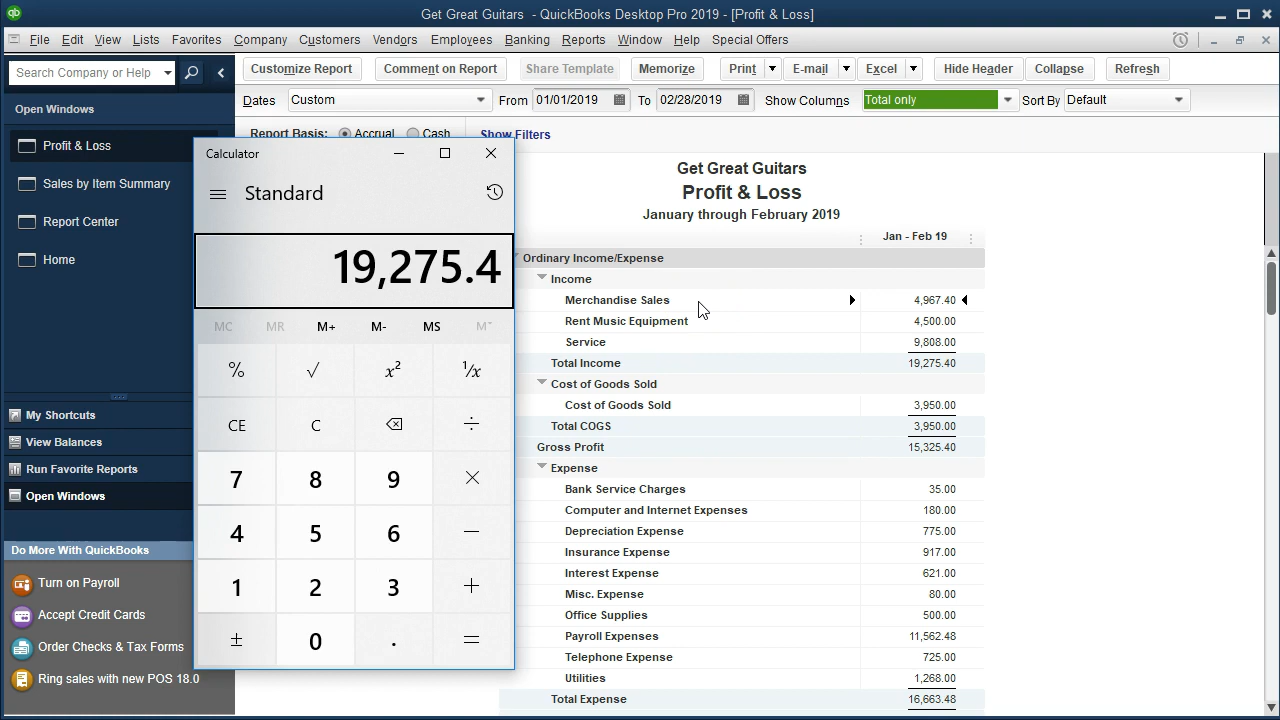 Get Great Guitars - QuickBooks Desktop Pro 2019 - [Profit & Loss]
File Edit View Lists Favorites Company Customers Vendors Employees Banking Reports Window Help Special Offers
Search Company or Help
Customize Report Comment on Report Share Template Memorize Print E-mail Excel Hide Header Collapse Refresh
Dates Custom From 01/01/2019 To 02/28/2019 Show Columns Total only Sort By Default
Report Basis: Accrual Cash Show Filters
Open Windows
Profit & Loss
Sales by Item Summary
Report Center
Home
My Shortcuts
View Balances
Run Favorite Reports
Open Windows
Do More With QuickBooks
Turn on Payroll
Accept Credit Cards
Order Checks & Tax Forms
Ring sales with new POS 18.0
Calculator
Standard
19,275.4
MC MR M+ M- MS M˅
% √ x² ¹/x
CE C ÷
7 8 9 ×
4 5 6 −
1 2 3 +
± 0 . =
Get Great Guitars
Profit & Loss
January through February 2019
Jan - Feb 19
Ordinary Income/Expense
Income
Merchandise Sales 4,967.40
Rent Music Equipment 4,500.00
Service 9,808.00
Total Income 19,275.40
Cost of Goods Sold
Cost of Goods Sold 3,950.00
Total COGS 3,950.00
Gross Profit 15,325.40
Expense
Bank Service Charges 35.00
Computer and Internet Expenses 180.00
Depreciation Expense 775.00
Insurance Expense 917.00
Interest Expense 621.00
Misc. Expense 80.00
Office Supplies 500.00
Payroll Expenses 11,562.48
Telephone Expense 725.00
Utilities 1,268.00
Total Expense 16,663.48